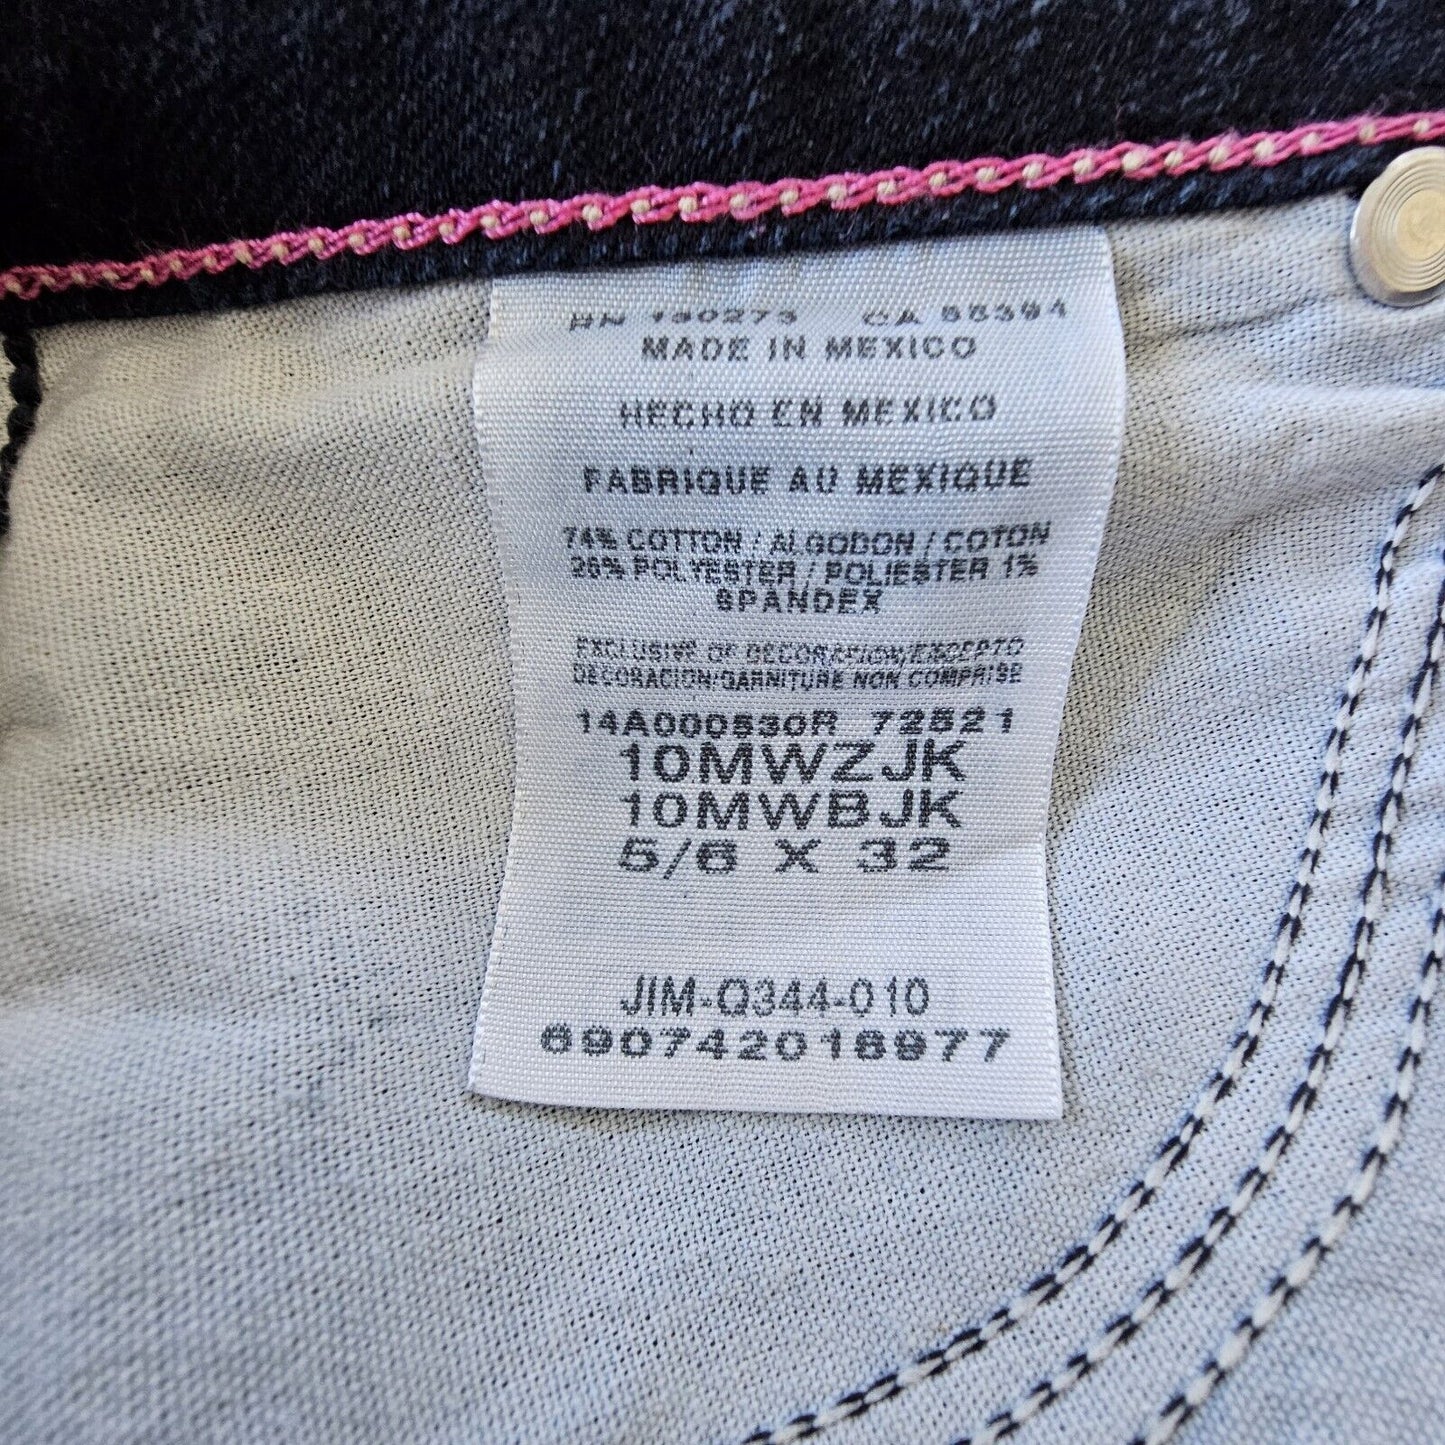 RN 130273 CA 55394
MADE IN MEXICO
HECHO EN MEXICO
FABRIQUE AU MEXIQUE
74% COTTON / ALGODON / COTON
25% POLYESTER / POLIESTER 1%
SPANDEX
EXCLUSIVE OF DECORATION/EXCEPTO
DECORACION/GARNITURE NON COMPRISE
14A000530R 72521
10MWZJK
10MWBJK
5/6 X 32
JIM-Q344-010
690742018977